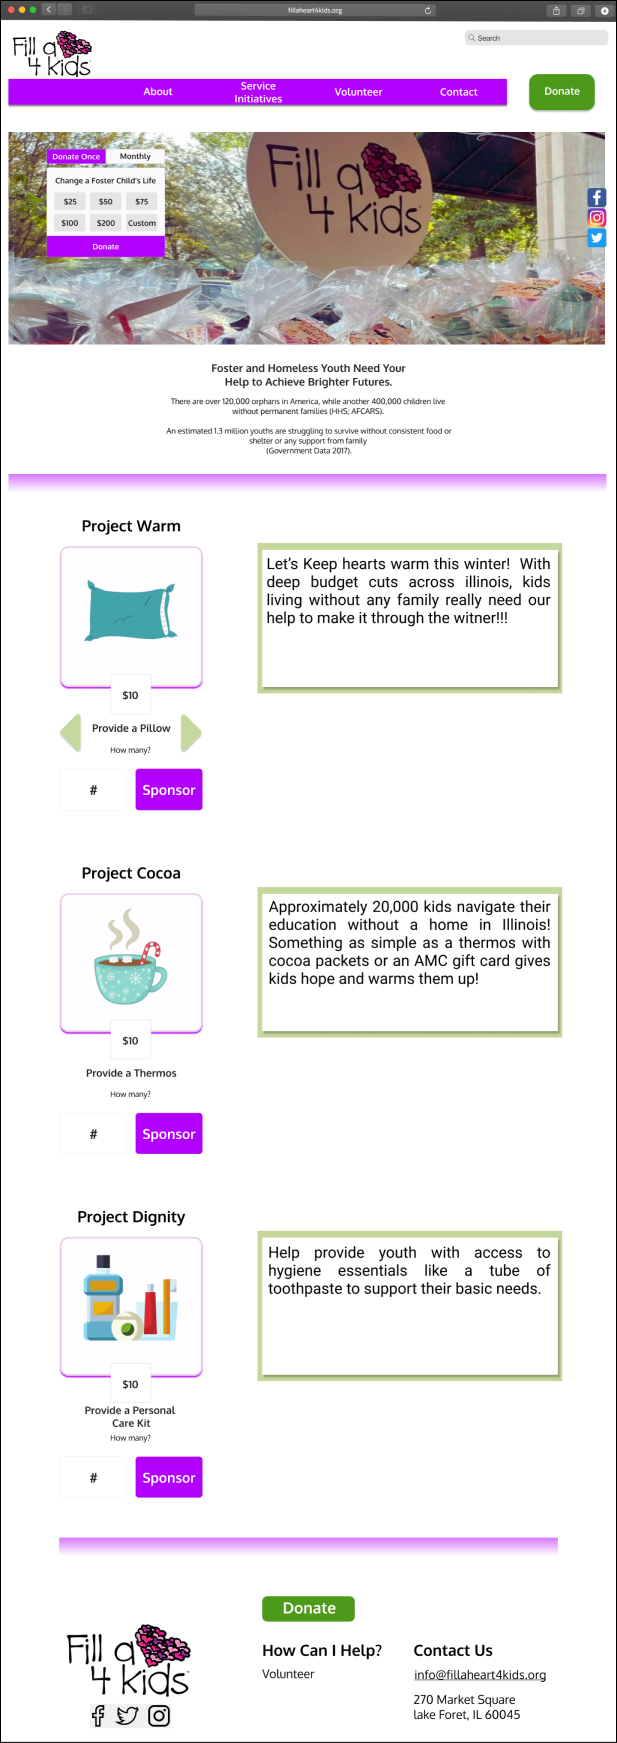 fillaheart4kids.org
Fill a
4 kids
Search
About
Service
Initiatives
Volunteer
Contact
Donate
Donate Once
Monthly
Change a Foster Child's Life
$25
$50
$75
$100
$200
Custom
Donate
Fill a
4 kids
Foster and Homeless Youth Need Your
Help to Achieve Brighter Futures.
There are over 120,000 orphans in America, while another 400,000 children live
without permanent families (HHS; AFCARS).
An estimated 1.3 million youths are struggling to survive without consistent food or
shelter or any support from family
(Government Data 2017).
Project Warm
$10
Provide a Pillow
How many?
#
Sponsor
Let's Keep hearts warm this winter! With
deep budget cuts across illinois, kids
living without any family really need our
help to make it through the witner!!!
Project Cocoa
$10
Provide a Thermos
How many?
#
Sponsor
Approximately 20,000 kids navigate their
education without a home in Illinois!
Something as simple as a thermos with
cocoa packets or an AMC gift card gives
kids hope and warms them up!
Project Dignity
$10
Provide a Personal
Care Kit
How many?
#
Sponsor
Help provide youth with access to
hygiene essentials like a tube of
toothpaste to support their basic needs.
Fill a
4 kids
Donate
How Can I Help?
Volunteer
Contact Us
info@fillaheart4kids.org
270 Market Square
lake Foret, IL 60045